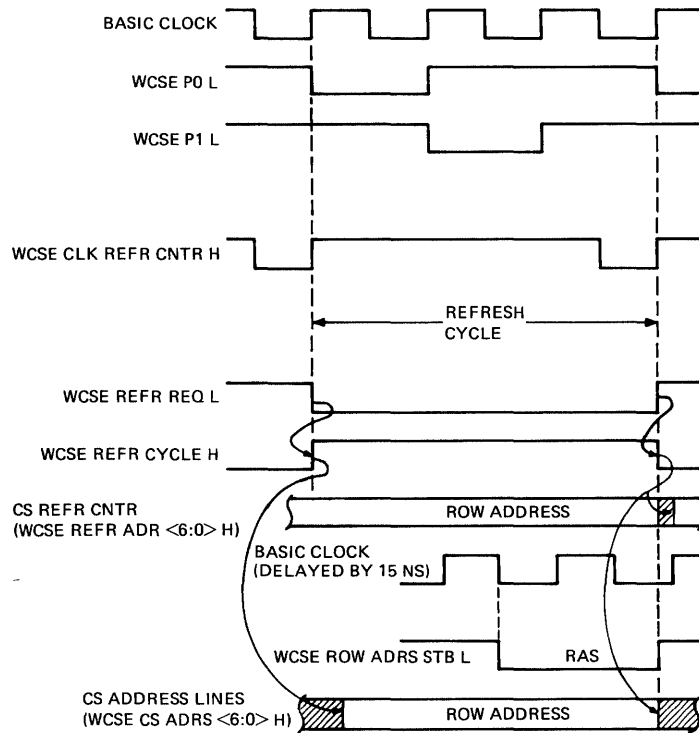 BASIC CLOCK
WCSE P0 L
WCSE P1 L
WCSE CLK REFR CNTR H
REFRESH
CYCLE
WCSE REFR REQ L
WCSE REFR CYCLE H
CS REFR CNTR
(WCSE REFR ADR <6:0> H)
ROW ADDRESS
BASIC CLOCK
(DELAYED BY 15 NS)
WCSE ROW ADRS STB L
RAS
CS ADDRESS LINES
(WCSE CS ADRS <6:0> H)
ROW ADDRESS